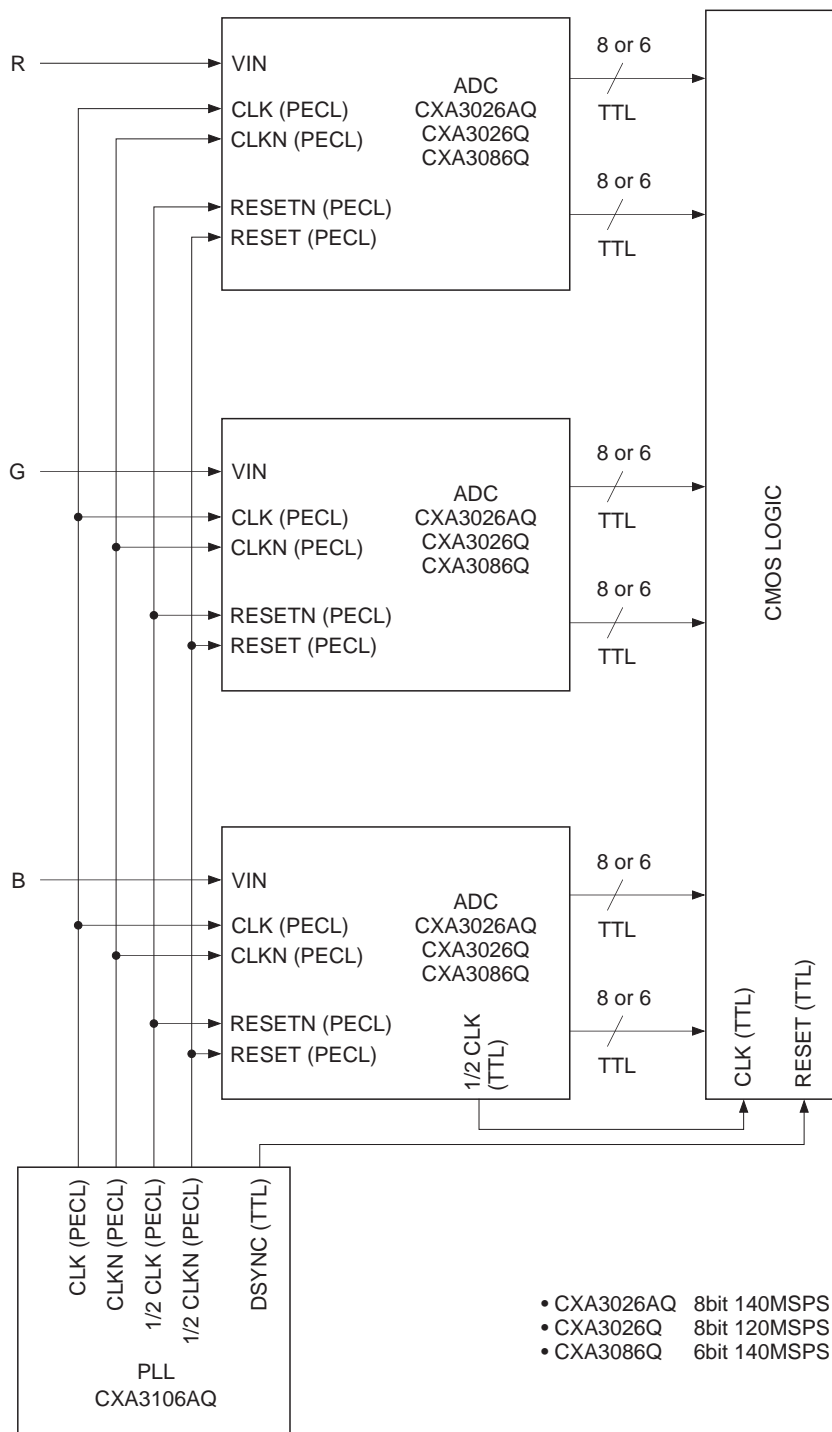 R
VIN
CLK (PECL)
CLKN (PECL)
RESETN (PECL)
RESET (PECL)
ADC
CXA3026AQ
CXA3026Q
CXA3086Q
8 or 6
TTL
8 or 6
TTL
G
VIN
CLK (PECL)
CLKN (PECL)
RESETN (PECL)
RESET (PECL)
ADC
CXA3026AQ
CXA3026Q
CXA3086Q
8 or 6
TTL
8 or 6
TTL
CMOS LOGIC
B
VIN
CLK (PECL)
CLKN (PECL)
RESETN (PECL)
RESET (PECL)
ADC
CXA3026AQ
CXA3026Q
CXA3086Q
1/2 CLK
(TTL)
8 or 6
TTL
8 or 6
TTL
CLK (TTL)
RESET (TTL)
CLK (PECL)
CLKN (PECL)
1/2 CLK (PECL)
1/2 CLKN (PECL)
DSYNC (TTL)
PLL
CXA3106AQ
• CXA3026AQ 8bit 140MSPS
• CXA3026Q 8bit 120MSPS
• CXA3086Q 6bit 140MSPS